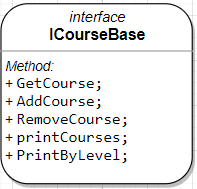 interface
ICourseBase
Method:
+ GetCourse;
+ AddCourse;
+ RemoveCourse;
+ printCourses;
+ PrintByLevel;